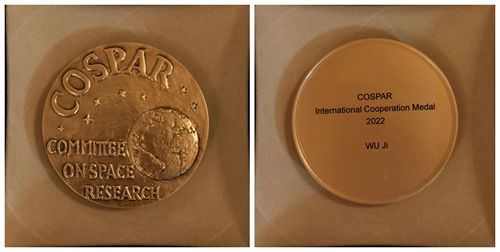 COSPAR
COMMITTEE
ON SPACE
RESEARCH
COSPAR
International Cooperation Medal
2022
WU Ji